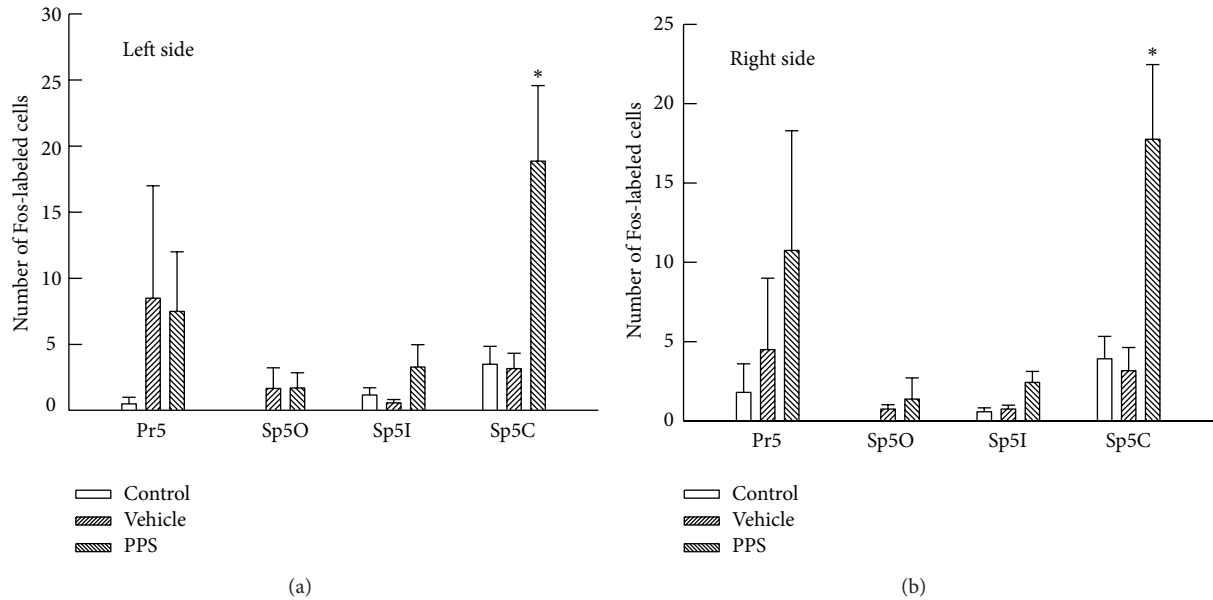 30
25
20
15
10
5
0
Number of Fos-labeled cells
Left side
*
Pr5 Sp5O Sp5I Sp5C
Control
Vehicle
PPS
(a)
25
20
15
10
5
0
Number of Fos-labeled cells
Right side
*
Pr5 Sp5O Sp5I Sp5C
Control
Vehicle
PPS
(b)